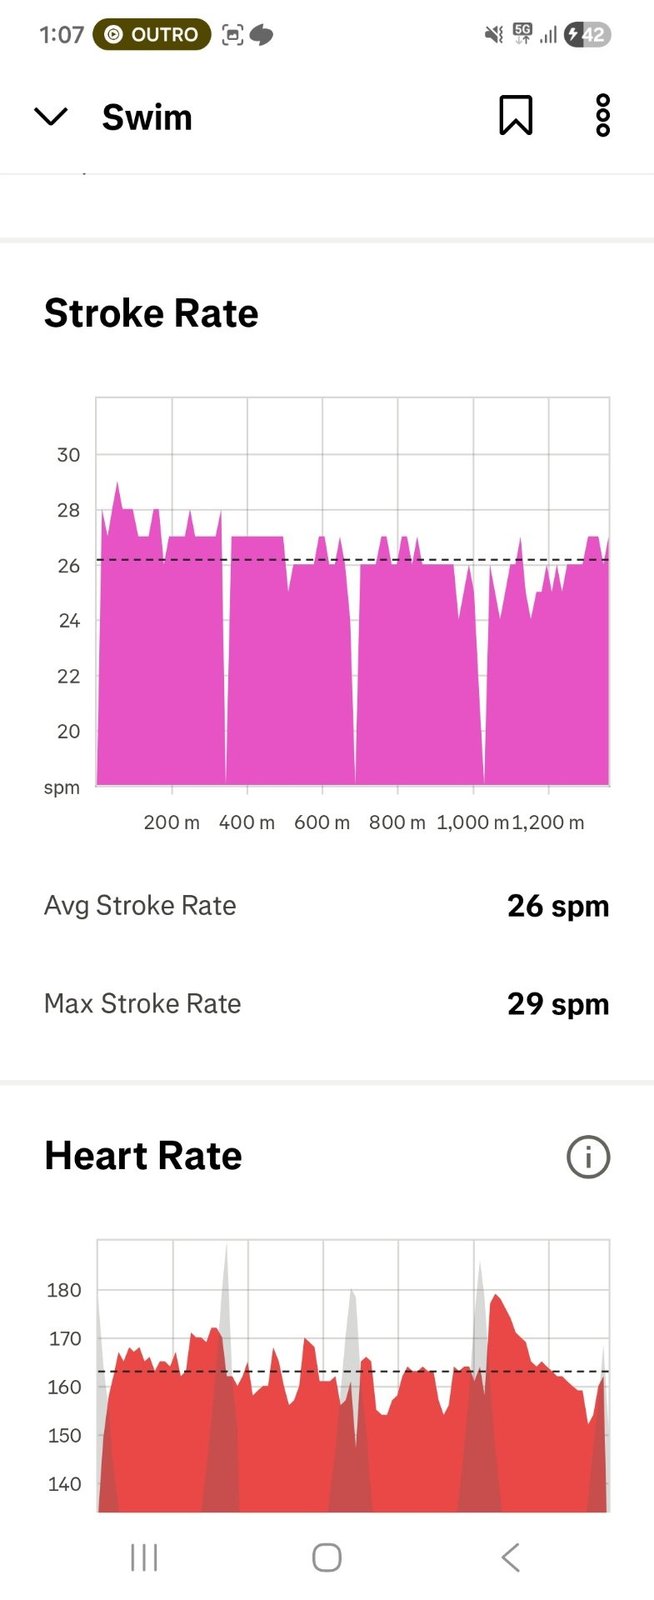 1:07 OUTRO 5G 42
Swim
Stroke Rate
30
28
26
24
22
20
spm
200 m 400 m 600 m 800 m 1,000 m 1,200 m
Avg Stroke Rate 26 spm
Max Stroke Rate 29 spm
Heart Rate
180
170
160
150
140